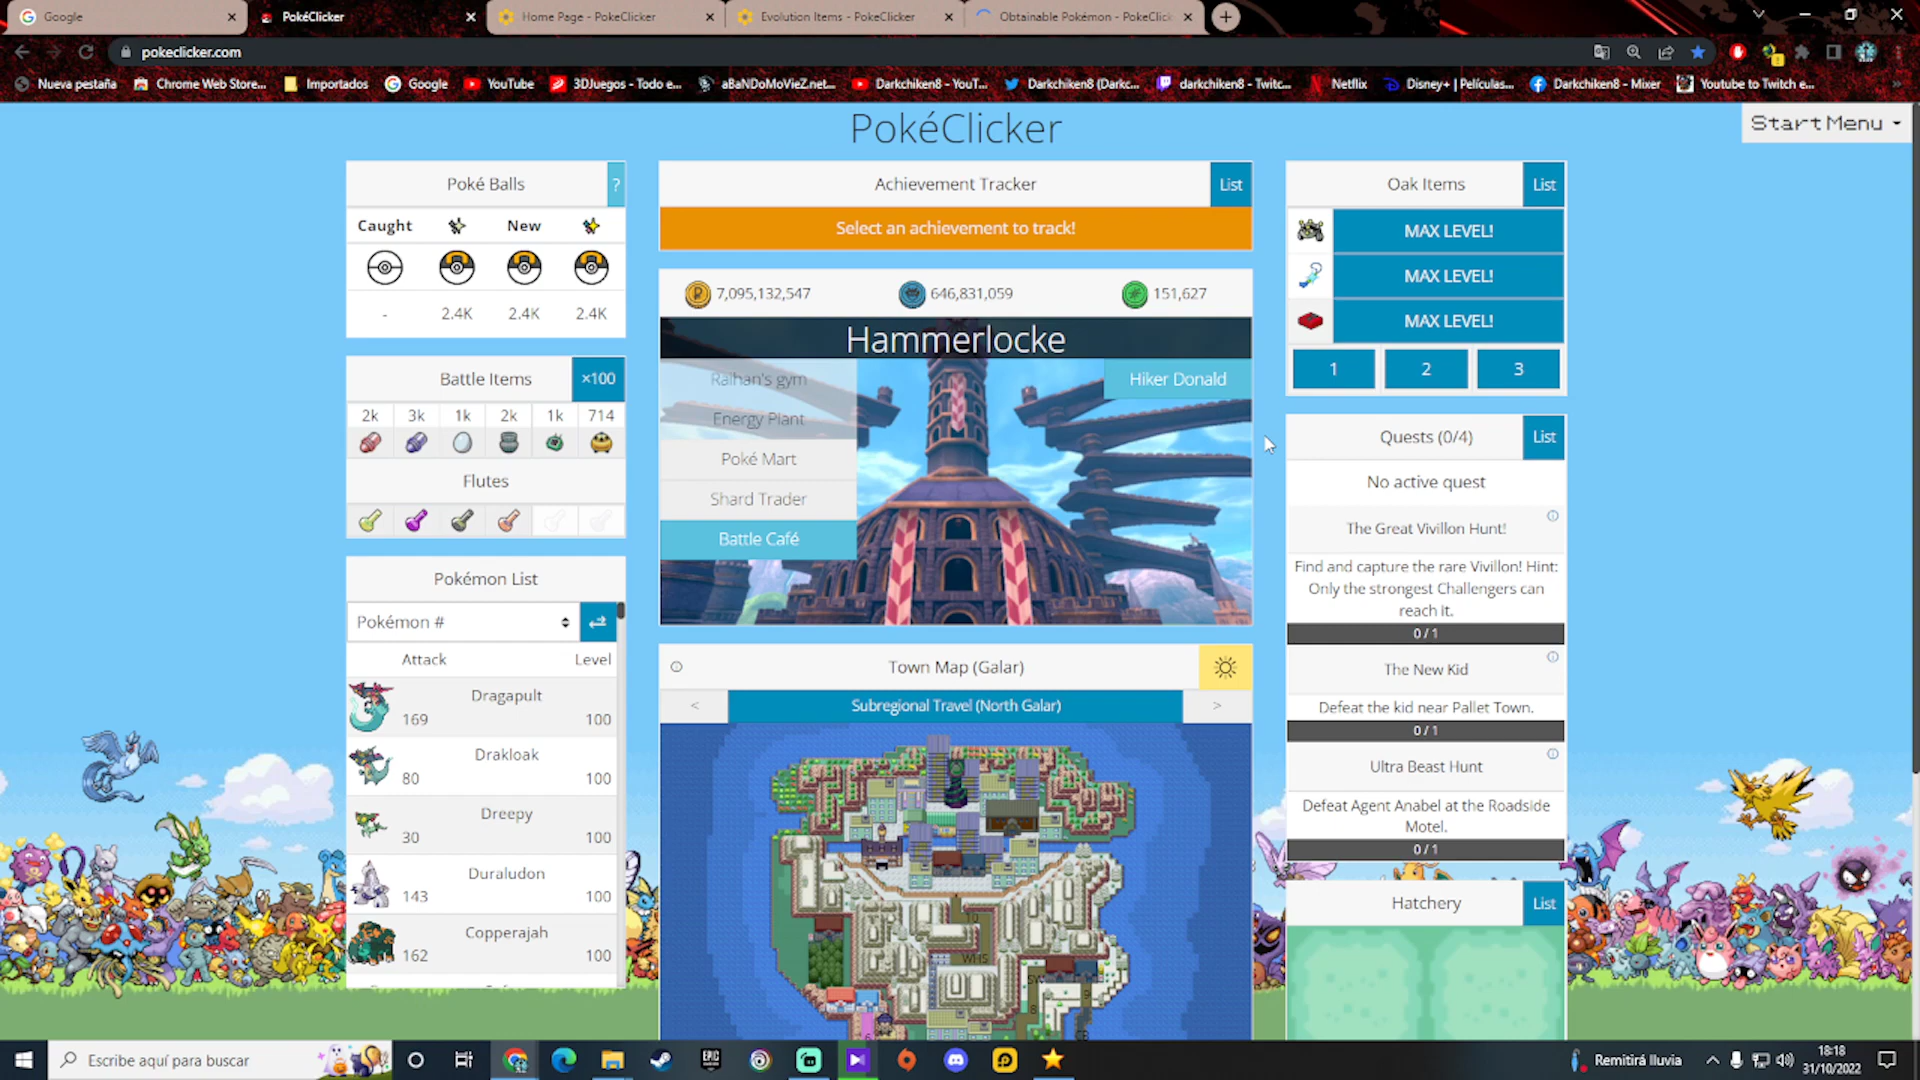 Google
PokéClicker
Home Page - PokeClicker
Evolution Items - PokeClicker
Obtainable Pokémon - PokeClick
pokeclicker.com
Nueva pestaña
Chrome Web Store...
Importados
Google
YouTube
3DJuegos - Todo e...
aBaNDoMoVieZ.net...
Darkchiken8 - YouT...
Darkchiken8 (Darkc...
darkchiken8 - Twitc...
Netflix
Disney+ | Películas...
Darkchiken8 - Mixer
Youtube to Twitch e...
PokéClicker
Start Menu
Poké Balls
?
Caught
New
-
2.4K
2.4K
2.4K
Battle Items
×100
2k
3k
1k
2k
1k
714
Flutes
Pokémon List
Pokémon #
Attack
Level
Dragapult
169
100
Drakloak
80
100
Dreepy
30
100
Duraludon
143
100
Copperajah
162
100
Achievement Tracker
List
Select an achievement to track!
7,095,132,547
646,831,059
151,627
Hammerlocke
Raihan's gym
Energy Plant
Poké Mart
Shard Trader
Battle Café
Hiker Donald
Town Map (Galar)
<
Subregional Travel (North Galar)
>
WHS
Oak Items
List
MAX LEVEL!
MAX LEVEL!
MAX LEVEL!
1
2
3
Quests (0/4)
List
No active quest
The Great Vivillon Hunt!
Find and capture the rare Vivillon! Hint:
Only the strongest Challengers can
reach it.
0 / 1
The New Kid
Defeat the kid near Pallet Town.
0 / 1
Ultra Beast Hunt
Defeat Agent Anabel at the Roadside
Motel.
0 / 1
Hatchery
List
Escribe aquí para buscar
EPIC
Remitirá lluvia
18:18
31/10/2022